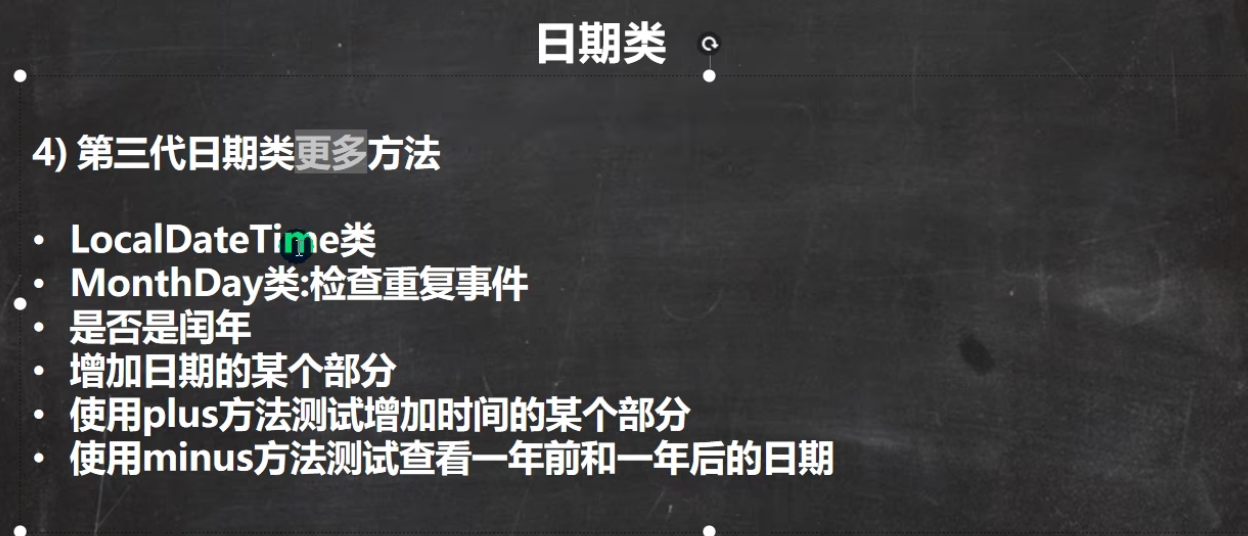 日期类
4) 第三代日期类更多方法
• LocalDateTime类
• MonthDay类:检查重复事件
• 是否是闰年
• 增加日期的某个部分
• 使用plus方法测试增加时间的某个部分
• 使用minus方法测试查看一年前和一年后的日期